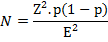 N = Z².p(1 − p) / E²